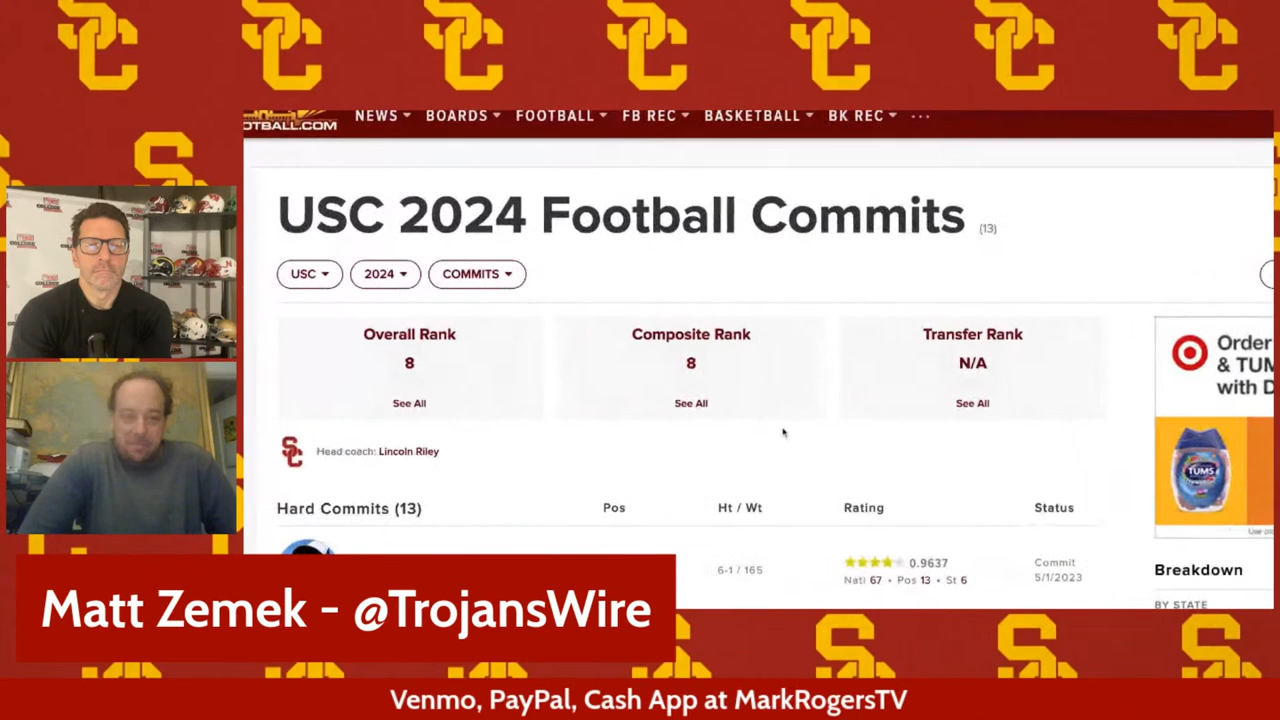 OTBALL.COM
NEWS BOARDS FOOTBALL FB REC BASKETBALL BK REC ...
USC 2024 Football Commits (13)
USC 2024 COMMITS
Overall Rank
8
See All
Composite Rank
8
See All
Transfer Rank
N/A
See All
Order
& TUM
with D
TUMS
Head coach: Lincoln Riley
Hard Commits (13) Pos Ht / Wt Rating Status
6-1 / 165
0.9637
Natl 67 • Pos 13 • St 6
Commit
5/1/2023
Breakdown
BY STATE
Matt Zemek - @TrojansWire
Venmo, PayPal, Cash App at MarkRogersTV